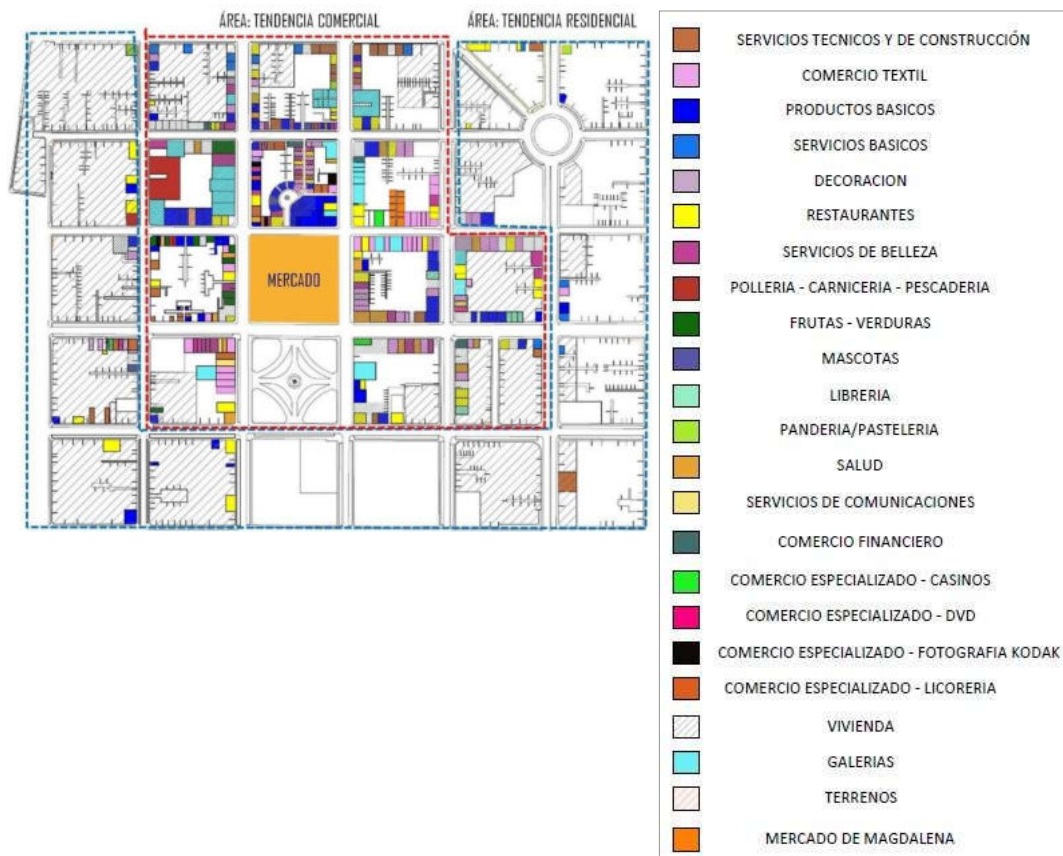 ÁREA: TENDENCIA COMERCIAL
ÁREA: TENDENCIA RESIDENCIAL
MERCADO
SERVICIOS TECNICOS Y DE CONSTRUCCIÓN
COMERCIO TEXTIL
PRODUCTOS BASICOS
SERVICIOS BASICOS
DECORACION
RESTAURANTES
SERVICIOS DE BELLEZA
POLLERIA - CARNICERIA - PESCADERIA
FRUTAS - VERDURAS
MASCOTAS
LIBRERIA
PANDERIA/PASTELERIA
SALUD
SERVICIOS DE COMUNICACIONES
COMERCIO FINANCIERO
COMERCIO ESPECIALIZADO - CASINOS
COMERCIO ESPECIALIZADO - DVD
COMERCIO ESPECIALIZADO - FOTOGRAFIA KODAK
COMERCIO ESPECIALIZADO - LICORERIA
VIVIENDA
GALERIAS
TERRENOS
MERCADO DE MAGDALENA